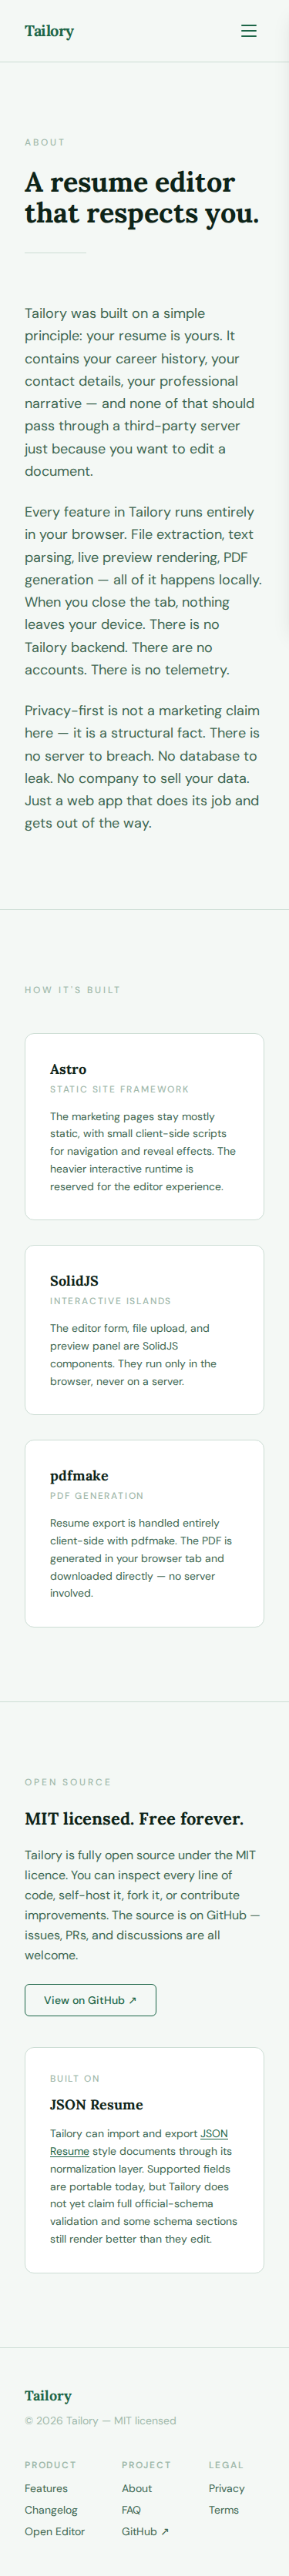 Tailory
ABOUT
A resume editor
that respects you.
Tailory was built on a simple
principle: your resume is yours. It
contains your career history, your
contact details, your professional
narrative — and none of that should
pass through a third-party server
just because you want to edit a
document.
Every feature in Tailory runs entirely
in your browser. File extraction, text
parsing, live preview rendering, PDF
generation — all of it happens locally.
When you close the tab, nothing
leaves your device. There is no
Tailory backend. There are no
accounts. There is no telemetry.
Privacy-first is not a marketing claim
here — it is a structural fact. There is
no server to breach. No database to
leak. No company to sell your data.
Just a web app that does its job and
gets out of the way.
HOW IT'S BUILT
Astro
STATIC SITE FRAMEWORK
The marketing pages stay mostly
static, with small client-side scripts
for navigation and reveal effects. The
heavier interactive runtime is
reserved for the editor experience.
SolidJS
INTERACTIVE ISLANDS
The editor form, file upload, and
preview panel are SolidJS
components. They run only in the
browser, never on a server.
pdfmake
PDF GENERATION
Resume export is handled entirely
client-side with pdfmake. The PDF is
generated in your browser tab and
downloaded directly — no server
involved.
OPEN SOURCE
MIT licensed. Free forever.
Tailory is fully open source under the MIT
licence. You can inspect every line of
code, self-host it, fork it, or contribute
improvements. The source is on GitHub —
issues, PRs, and discussions are all
welcome.
View on GitHub ↗
BUILT ON
JSON Resume
Tailory can import and export JSON
Resume style documents through its
normalization layer. Supported fields
are portable today, but Tailory does
not yet claim full official-schema
validation and some schema sections
still render better than they edit.
Tailory
© 2026 Tailory — MIT licensed
PRODUCT PROJECT LEGAL
Features About Privacy
Changelog FAQ Terms
Open Editor GitHub ↗